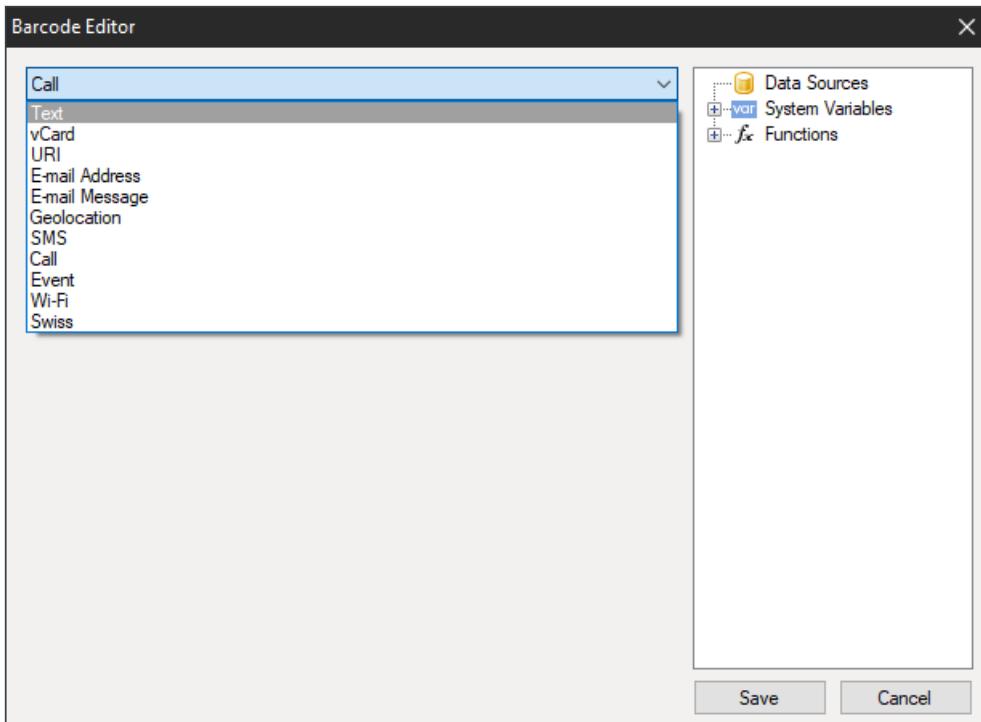 Barcode Editor
Call
Text
vCard
URI
E-mail Address
E-mail Message
Geolocation
SMS
Call
Event
Wi-Fi
Swiss
Data Sources
var System Variables
fx Functions
Save Cancel